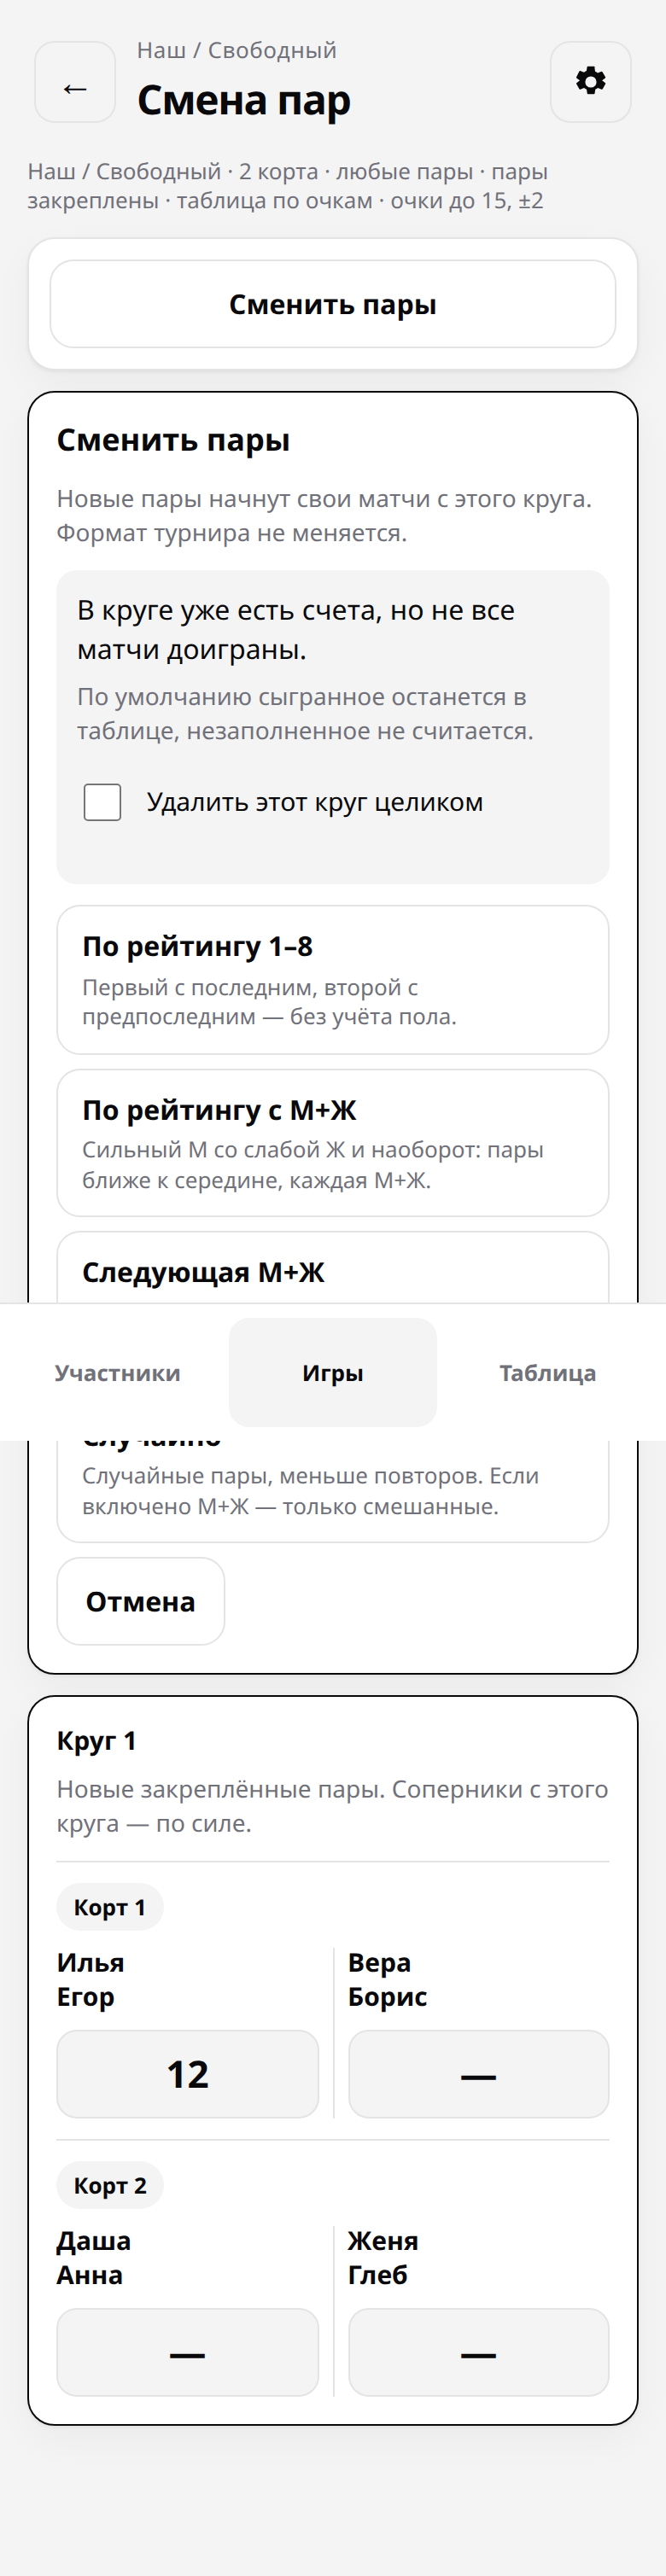 ←
Наш / Свободный
Смена пар
Наш / Свободный · 2 корта · любые пары · пары
закреплены · таблица по очкам · очки до 15, ±2
Сменить пары
Сменить пары
Новые пары начнут свои матчи с этого круга.
Формат турнира не меняется.
В круге уже есть счета, но не все
матчи доиграны.
По умолчанию сыгранное останется в
таблице, незаполненное не считается.
Удалить этот круг целиком
По рейтингу 1–8
Первый с последним, второй с
предпоследним — без учёта пола.
По рейтингу с М+Ж
Сильный М со слабой Ж и наоборот: пары
ближе к середине, каждая М+Ж.
Следующая М+Ж
Участники
Игры
Таблица
Случайно
Случайные пары, меньше повторов. Если
включено М+Ж — только смешанные.
Отмена
Круг 1
Новые закреплённые пары. Соперники с этого
круга — по силе.
Корт 1
Илья
Егор
Вера
Борис
12
—
Корт 2
Даша
Анна
Женя
Глеб
—
—